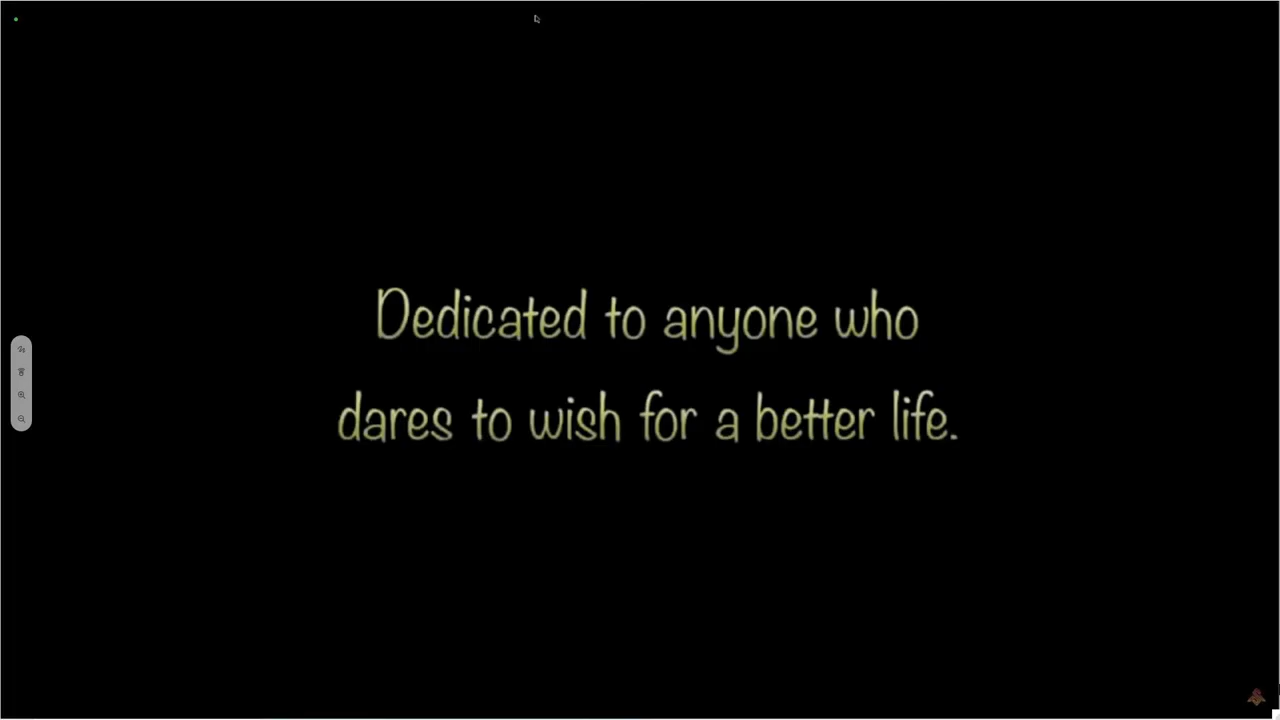 Dedicated to anyone who
dares to wish for a better life.